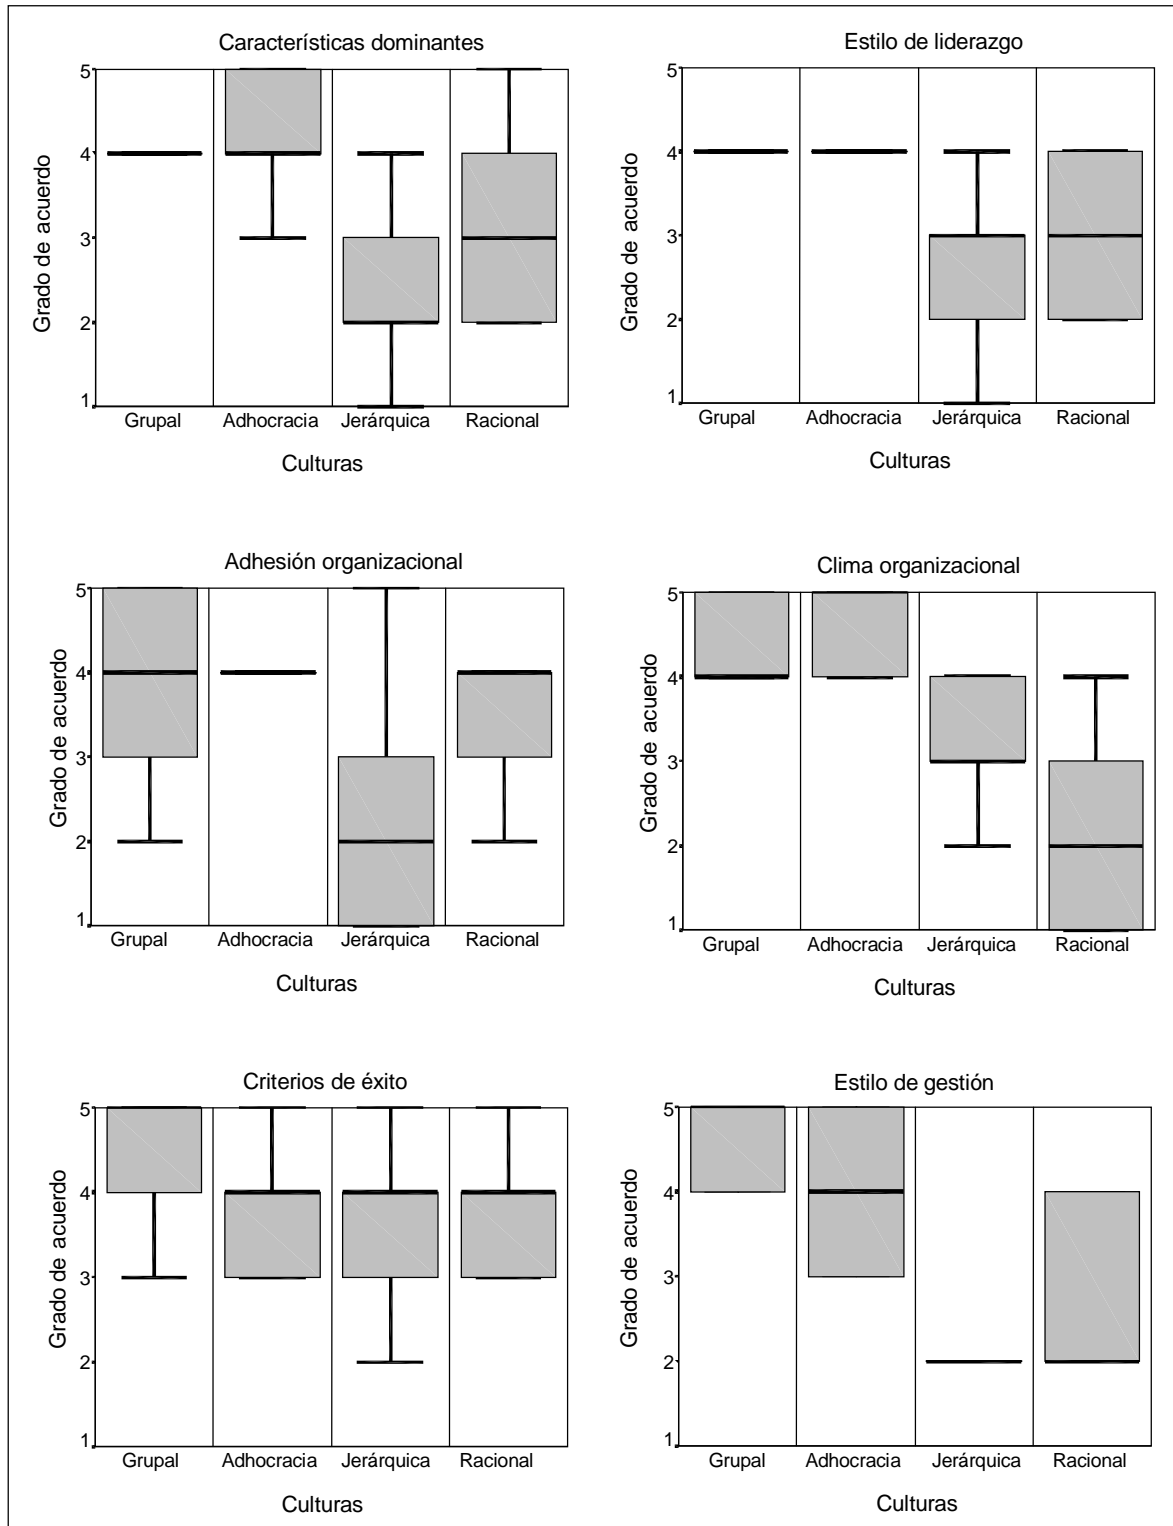 Características dominantes
Grado de acuerdo
5
4
3
2
1
Grupal Adhocracia Jerárquica Racional
Culturas
Estilo de liderazgo
Grado de acuerdo
5
4
3
2
1
Grupal Adhocracia Jerárquica Racional
Culturas
Adhesión organizacional
Grado de acuerdo
5
4
3
2
1
Grupal Adhocracia Jerárquica Racional
Culturas
Clima organizacional
Grado de acuerdo
5
4
3
2
1
Grupal Adhocracia Jerárquica Racional
Culturas
Criterios de éxito
Grado de acuerdo
5
4
3
2
1
Grupal Adhocracia Jerárquica Racional
Culturas
Estilo de gestión
Grado de acuerdo
5
4
3
2
1
Grupal Adhocracia Jerárquica Racional
Culturas